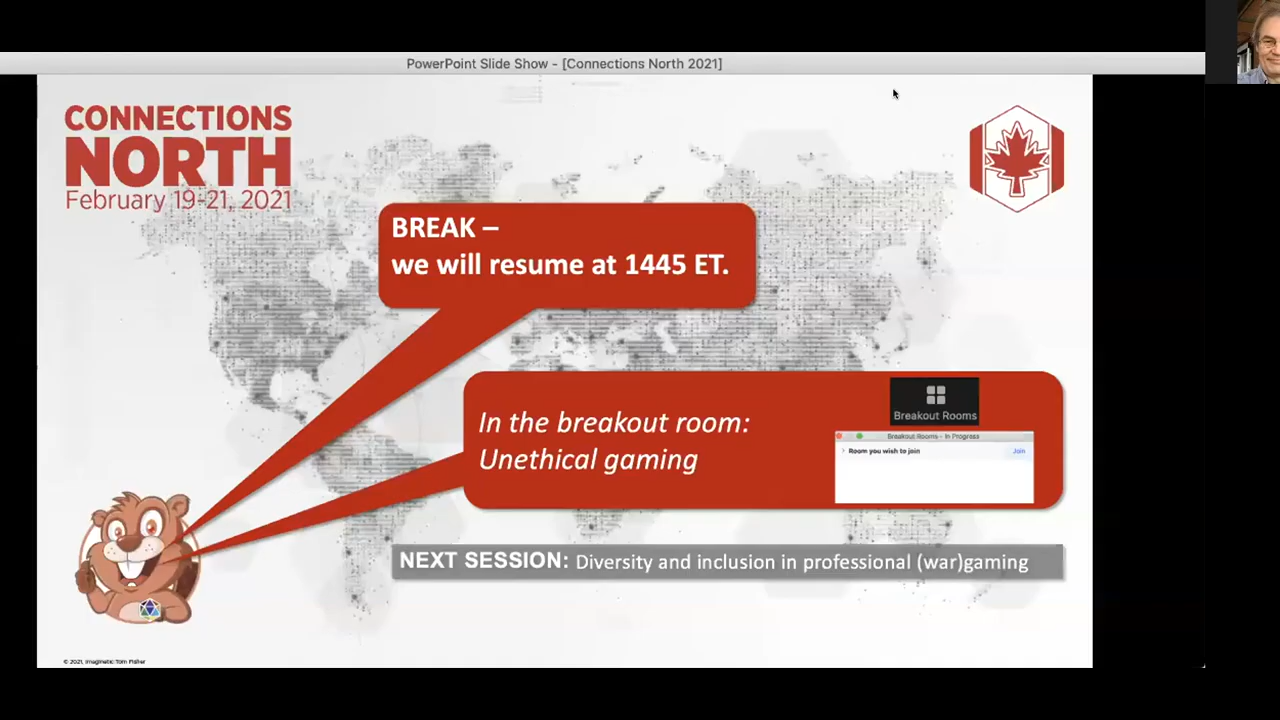 PowerPoint Slide Show - [Connections North 2021]
CONNECTIONS
NORTH
February 19-21, 2021
BREAK –
we will resume at 1445 ET.
In the breakout room:
Unethical gaming
Breakout Rooms
Breakout Rooms - In Progress
Room you wish to join
Join
NEXT SESSION: Diversity and inclusion in professional (war)gaming
© 2021, Imaginetic Tom Fisher